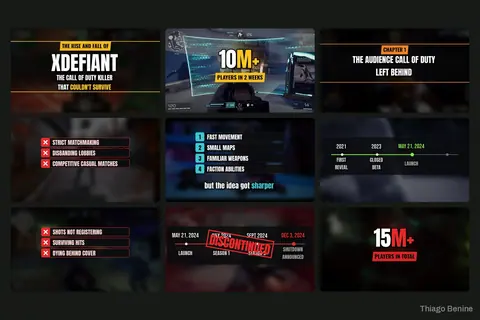 THE RISE AND FALL OF
XDEFIANT
THE CALL OF DUTY KILLER
THAT COULDN'T SURVIVE
10M+
PLAYERS IN 2 WEEKS
CHAPTER 1
THE AUDIENCE CALL OF DUTY
LEFT BEHIND
STRICT MATCHMAKING
DISBANDING LOBBIES
COMPETITIVE CASUAL MATCHES
1 FAST MOVEMENT
2 SMALL MAPS
3 FAMILIAR WEAPONS
4 FACTION ABILITIES
but the idea got sharper
2021 2023 MAY 21, 2024
FIRST REVEAL
CLOSED BETA
LAUNCH
SHOTS NOT REGISTERING
SURVIVING HITS
DYING BEHIND COVER
MAY 21, 2024 SEPT 2024 DEC 3, 2024
DISCONTINUED
LAUNCH SEASON 1 SHUTDOWN
ANNOUNCED
15M+
PLAYERS IN TOTAL
Thiago Benine